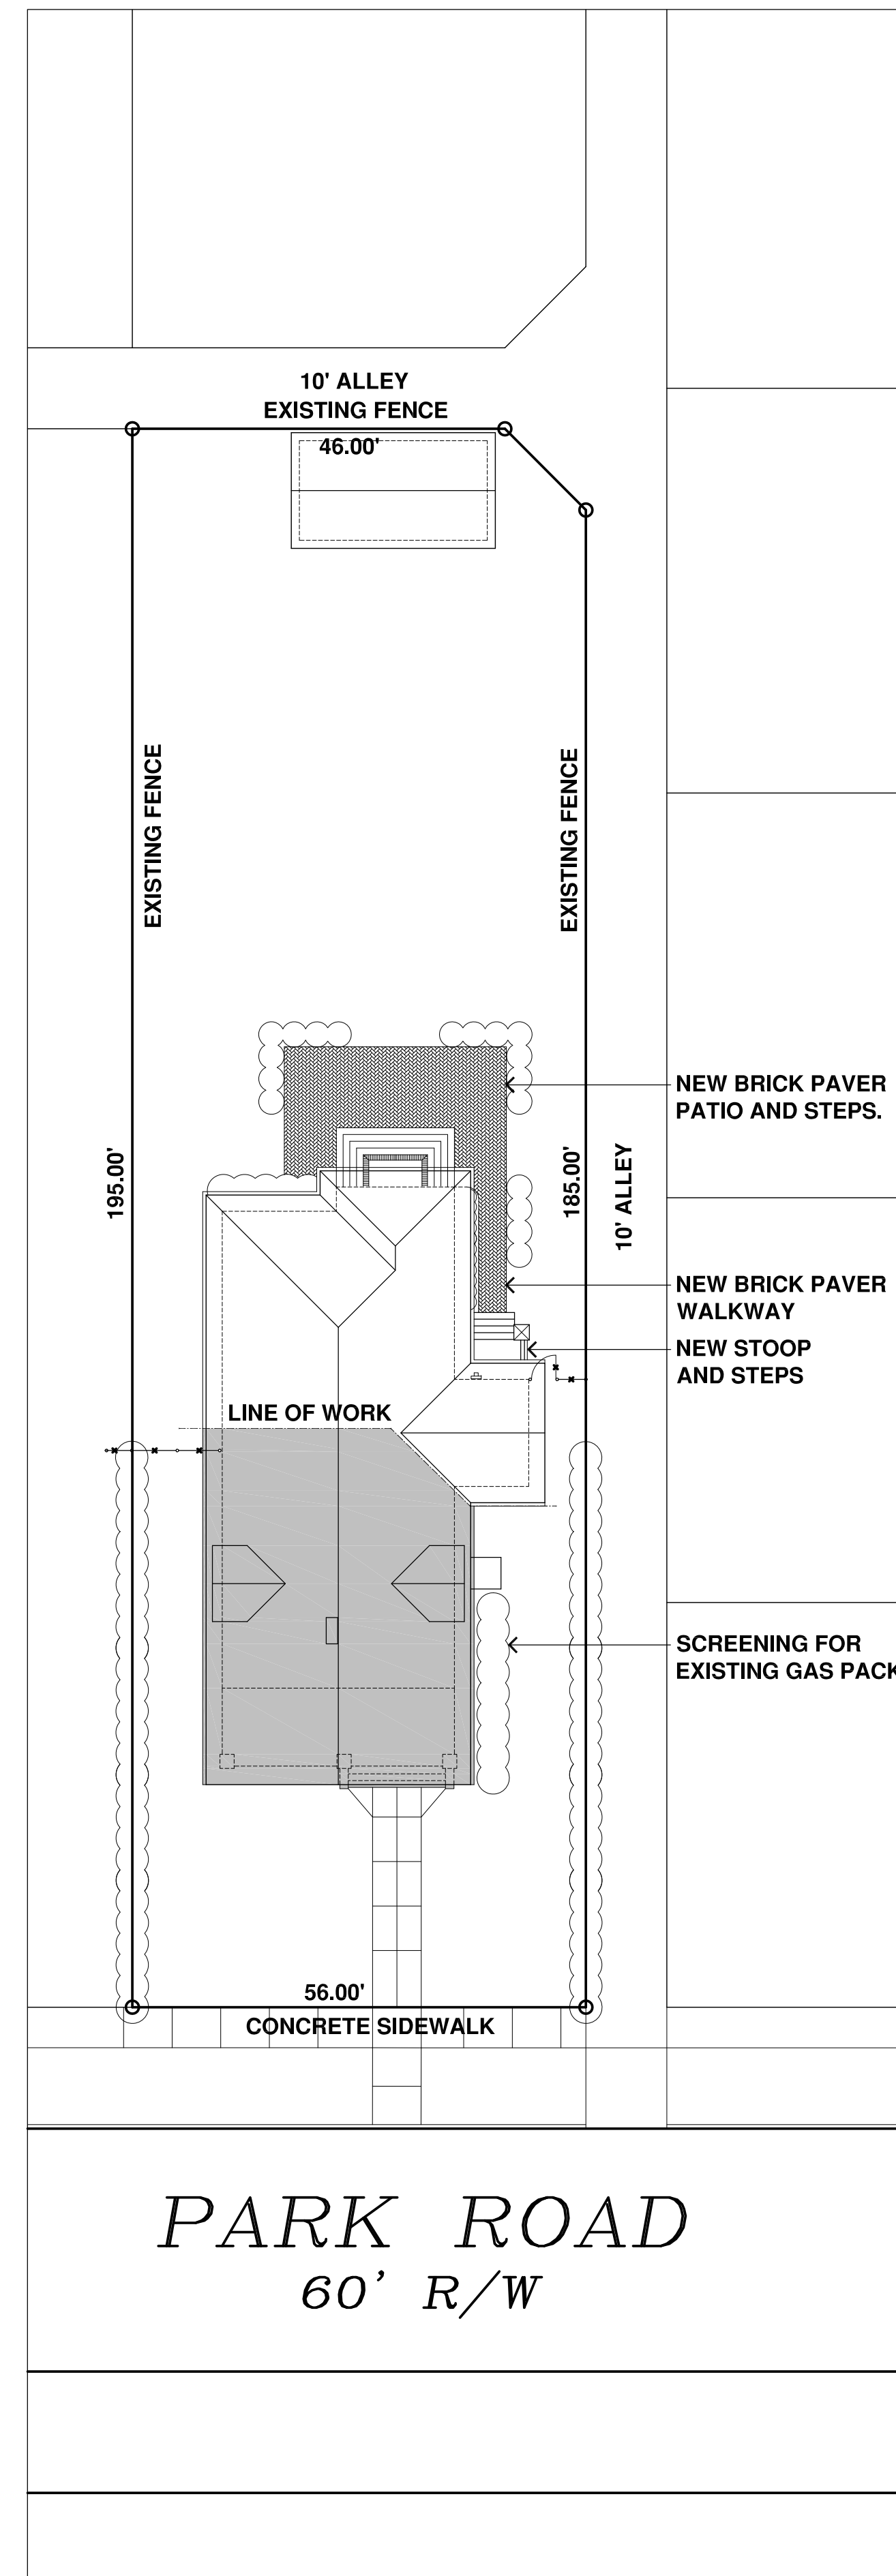 10' ALLEY
EXISTING FENCE
46.00'
EXISTING FENCE
EXISTING FENCE
NEW BRICK PAVER
PATIO AND STEPS.
195.00'
185.00'
10' ALLEY
NEW BRICK PAVER
WALKWAY
NEW STOOP
AND STEPS
LINE OF WORK
SCREENING FOR
EXISTING GAS PACK
56.00'
CONCRETE SIDEWALK
PARK ROAD
60' R/W